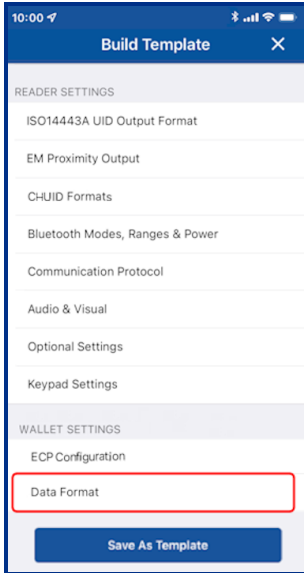 10:00
Build Template
READER SETTINGS
ISO14443A UID Output Format
EM Proximity Output
CHUID Formats
Bluetooth Modes, Ranges & Power
Communication Protocol
Audio & Visual
Optional Settings
Keypad Settings
WALLET SETTINGS
ECP Configuration
Data Format
Save As Template